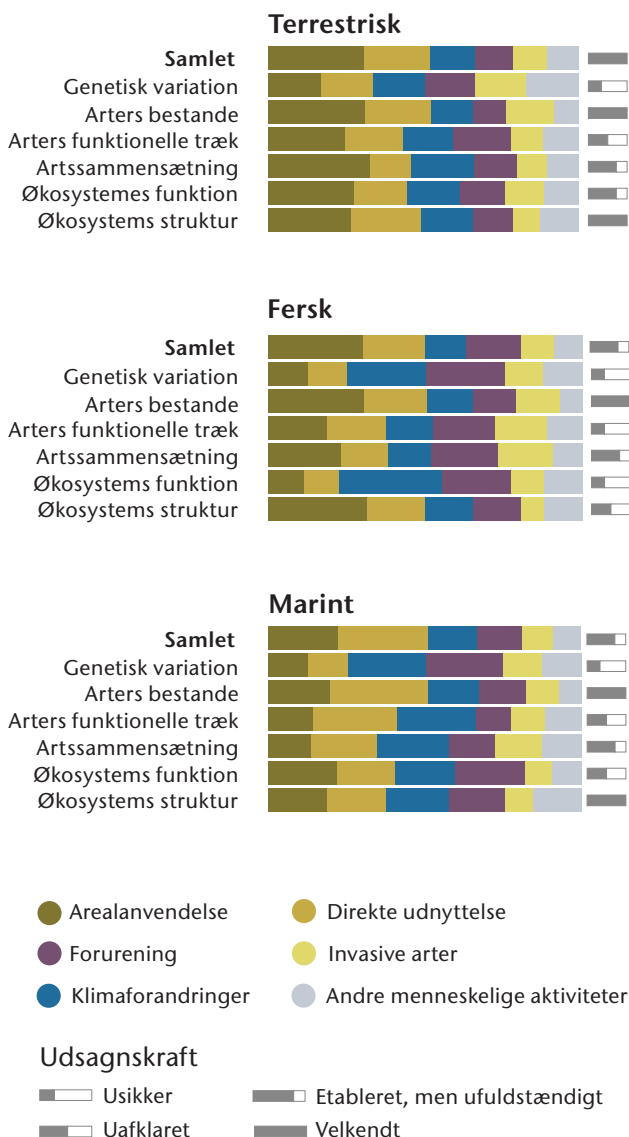 Terrestrisk
Samlet
Genetisk variation
Arters bestande
Arters funktionelle træk
Artssammensætning
Økosystemes funktion
Økosystems struktur
Fersk
Samlet
Genetisk variation
Arters bestande
Arters funktionelle træk
Artssammensætning
Økosystems funktion
Økosystems struktur
Marint
Samlet
Genetisk variation
Arters bestande
Arters funktionelle træk
Artssammensætning
Økosystems funktion
Økosystems struktur
Arealanvendelse Direkte udnyttelse
Forurening Invasive arter
Klimaforandringer Andre menneskelige aktiviteter
Udsagnskraft
Usikker Etableret, men ufuldstændigt
Uafklaret Velkendt